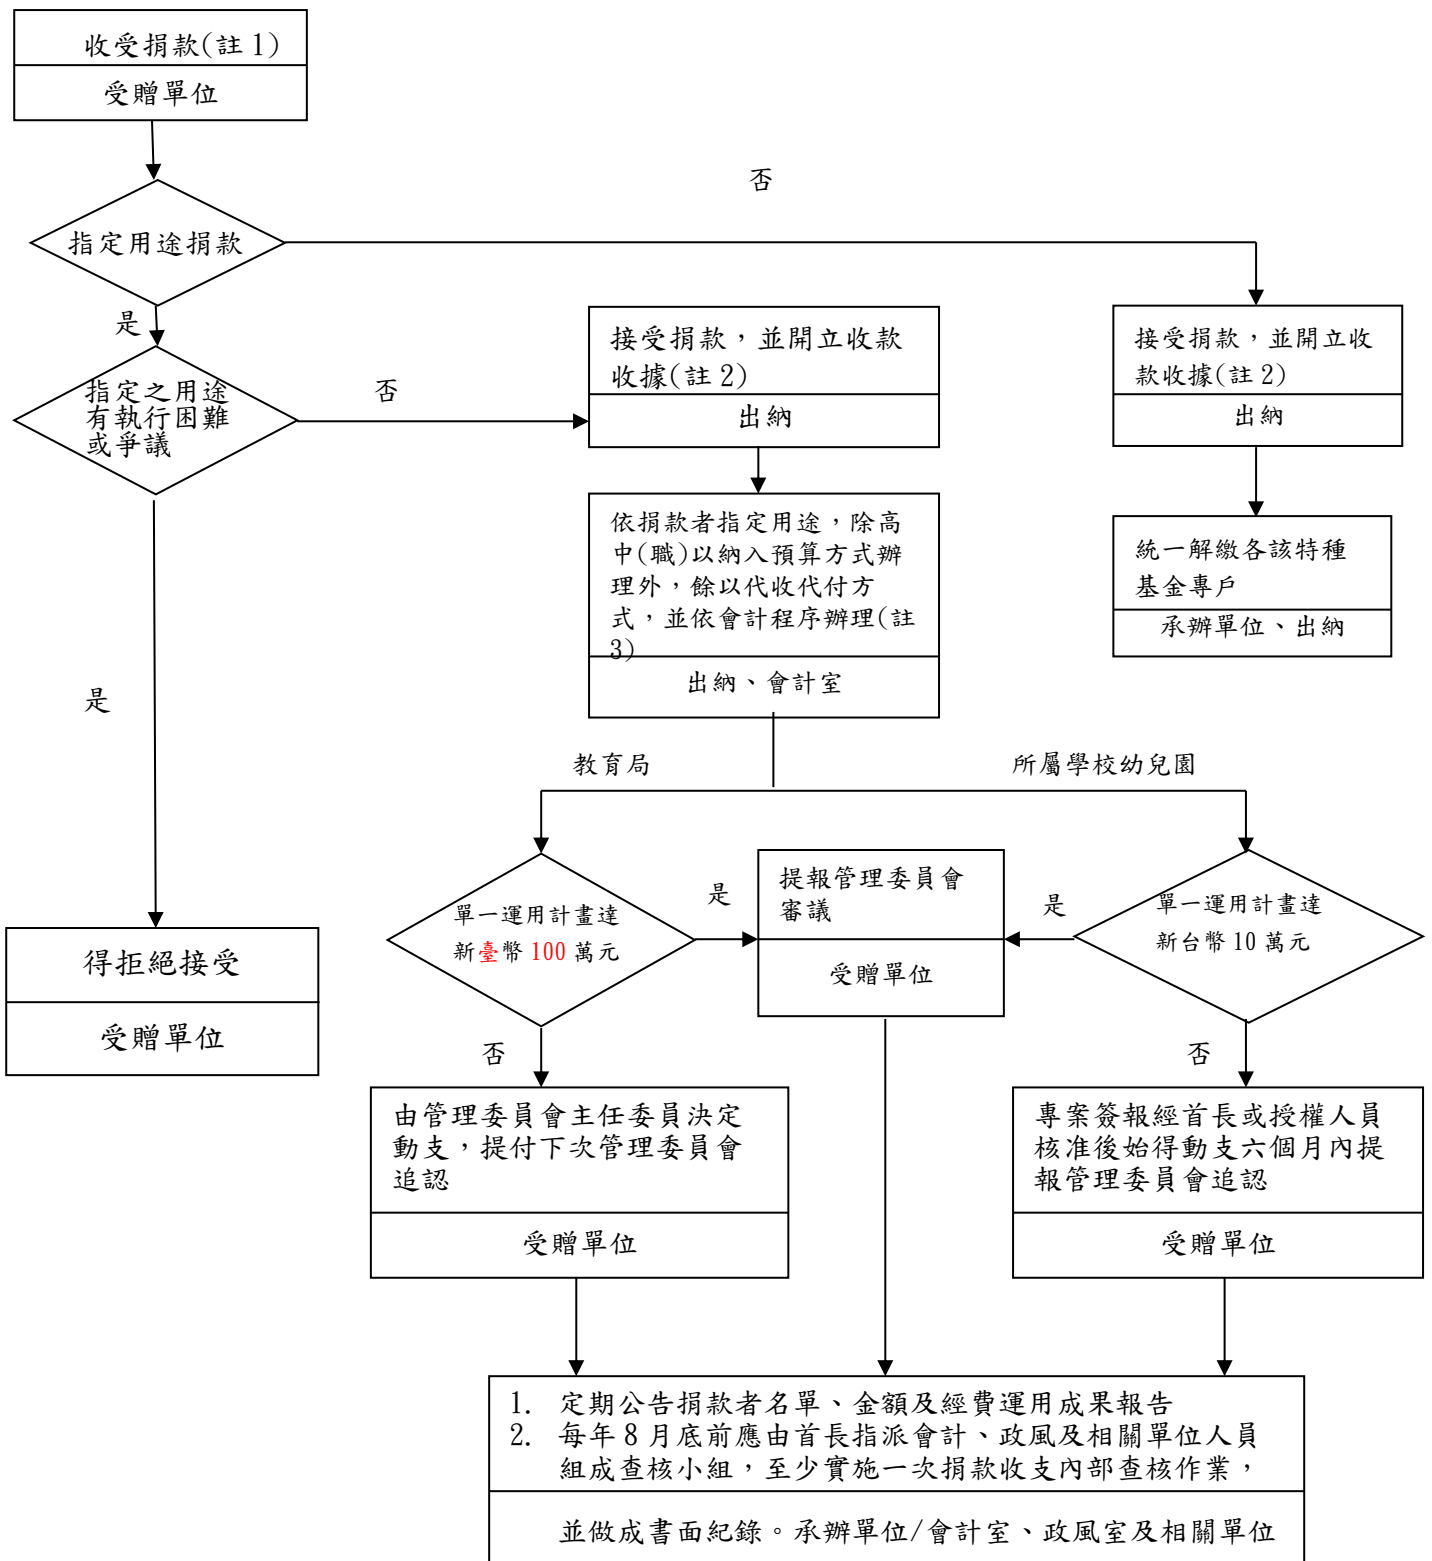 收受捐款(註1)
受贈單位
否
指定用途捐款
是
指定之用途
有執行困難
或爭議
否
接受捐款，並開立收款
收據(註2)
出納
接受捐款，並開立收
款收據(註2)
出納
依捐款者指定用途，除高
中(職)以納入預算方式辦
理外，餘以代收代付方
式，並依會計程序辦理(註
3)
出納、會計室
統一解繳各該特種
基金專戶
承辦單位、出納
是
教育局
所屬學校幼兒園
單一運用計畫達
新臺幣100萬元
是
提報管理委員會
審議
受贈單位
是
單一運用計畫達
新台幣10萬元
得拒絕接受
受贈單位
否
否
由管理委員會主任委員決定
動支，提付下次管理委員會
追認
受贈單位
專案簽報經首長或授權人員
核准後始得動支六個月內提
報管理委員會追認
受贈單位
1. 定期公告捐款者名單、金額及經費運用成果報告
2. 每年8月底前應由首長指派會計、政風及相關單位人員
組成查核小組，至少實施一次捐款收支內部查核作業，
並做成書面紀錄。承辦單位/會計室、政風室及相關單位